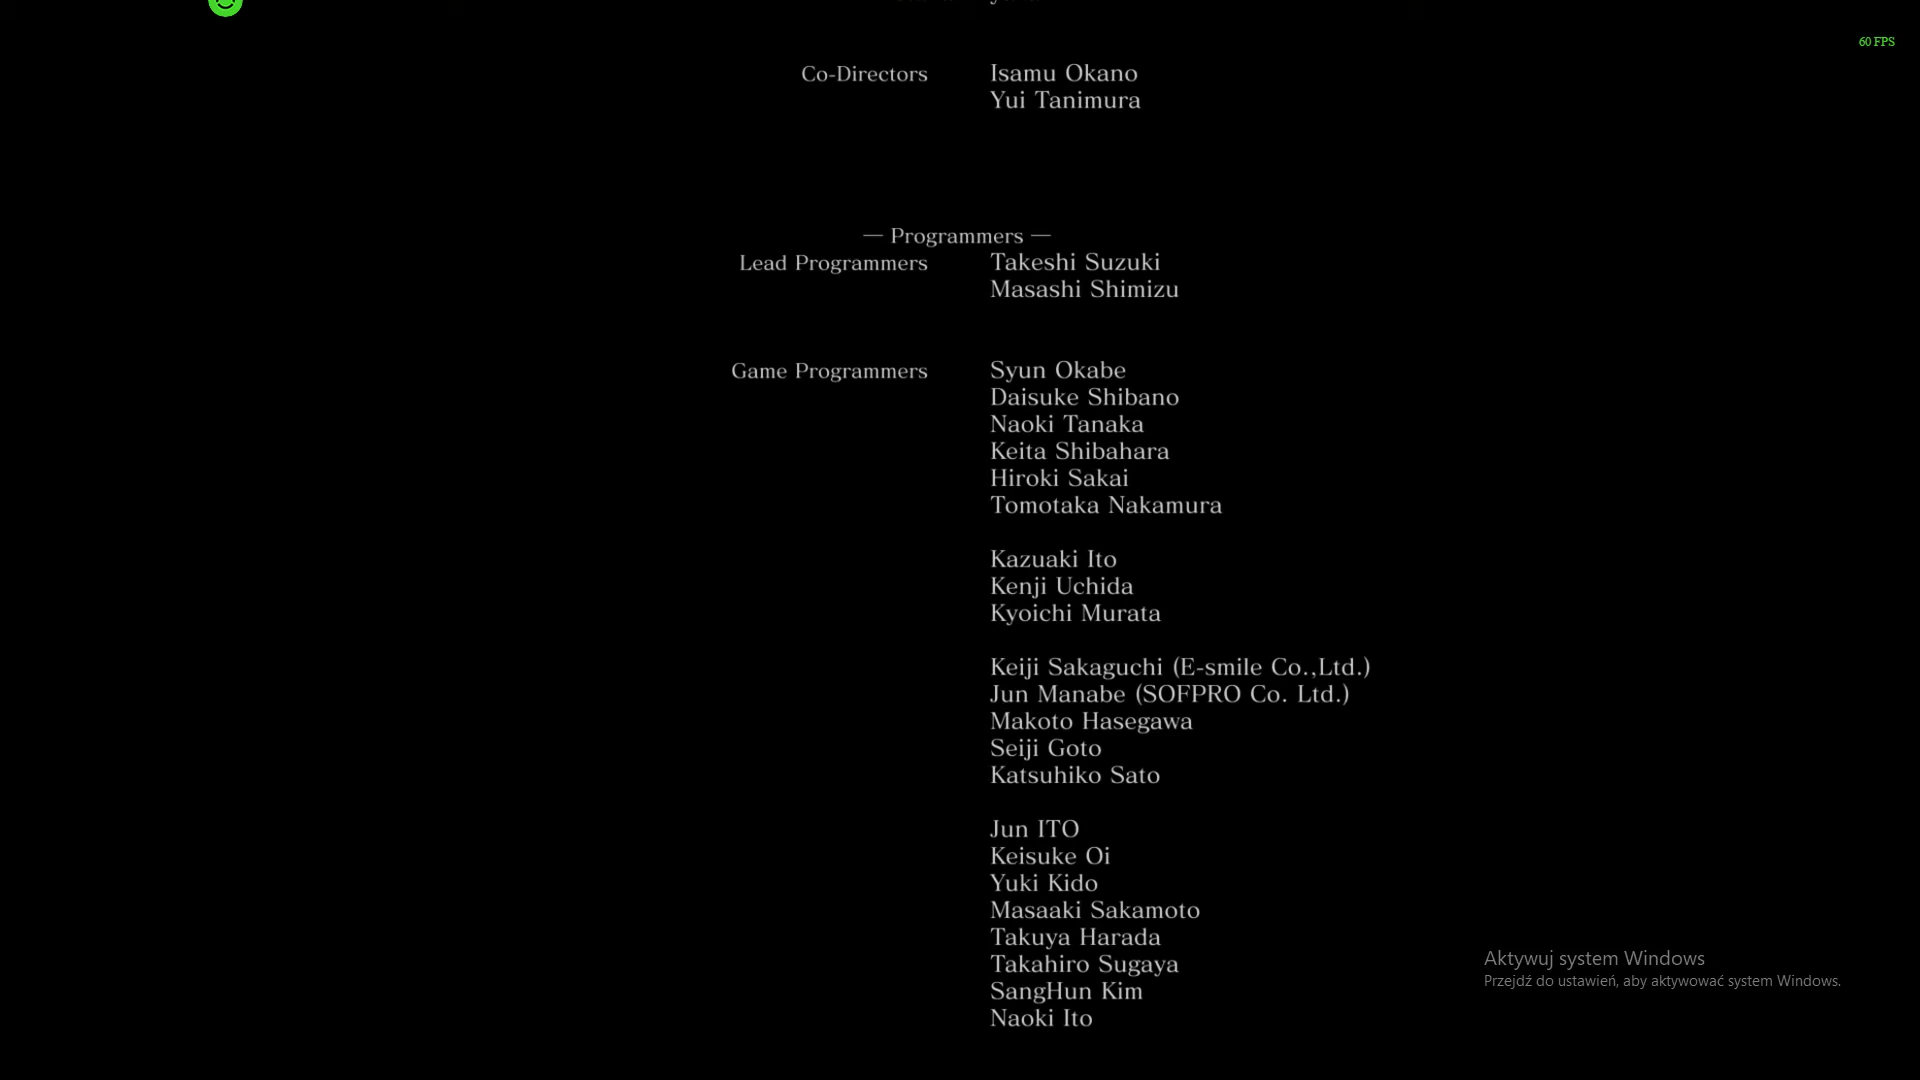 60 FPS
Co-Directors Isamu Okano
Yui Tanimura
— Programmers —
Lead Programmers Takeshi Suzuki
Masashi Shimizu
Game Programmers Syun Okabe
Daisuke Shibano
Naoki Tanaka
Keita Shibahara
Hiroki Sakai
Tomotaka Nakamura
Kazuaki Ito
Kenji Uchida
Kyoichi Murata
Keiji Sakaguchi (E-smile Co.,Ltd.)
Jun Manabe (SOFPRO Co. Ltd.)
Makoto Hasegawa
Seiji Goto
Katsuhiko Sato
Jun ITO
Keisuke Oi
Yuki Kido
Masaaki Sakamoto
Takuya Harada
Takahiro Sugaya
SangHun Kim
Naoki Ito
Aktywuj system Windows
Przejdź do ustawień, aby aktywować system Windows.